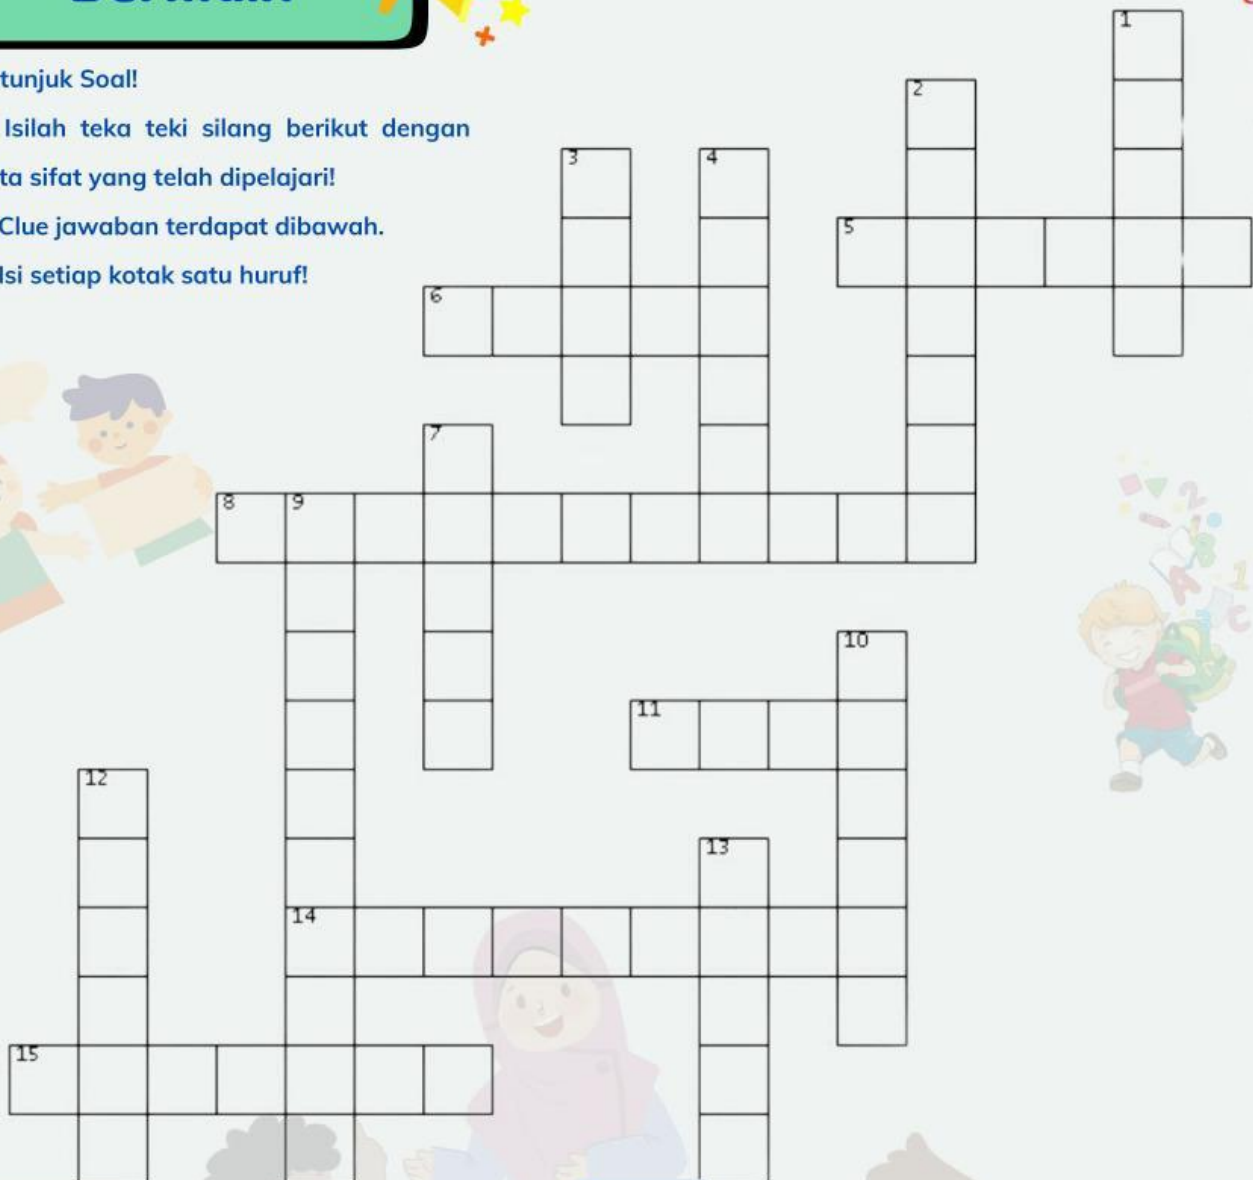 tunjuk Soal!
Isilah teka teki silang berikut dengan
ta sifat yang telah dipelajari!
Clue jawaban terdapat dibawah.
Isi setiap kotak satu huruf!
1
2
3 4
5
6
7
8 9
10
11
12
13
14
15